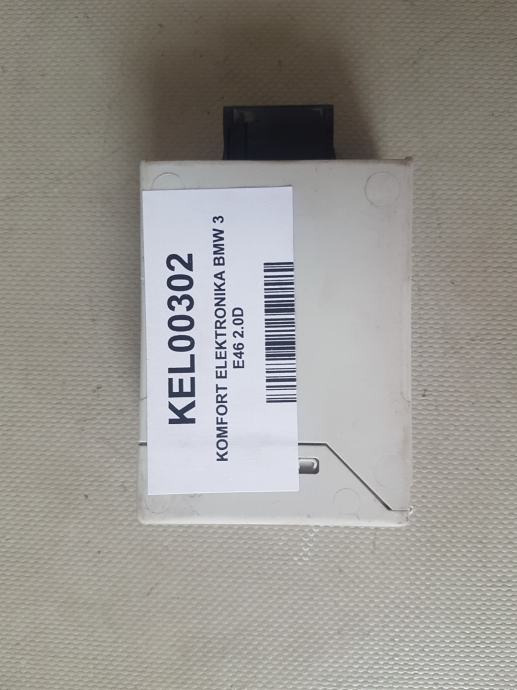 KEL00302
KOMFORT ELEKTRONIKA BMW 3
E46 2.0D